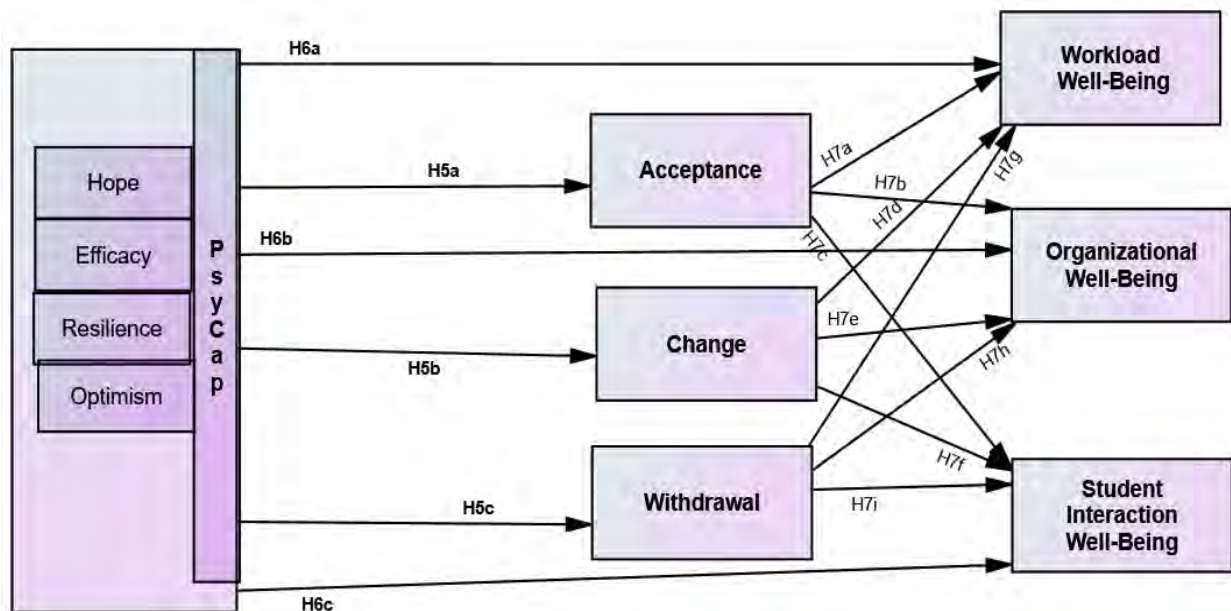 H6a
Workload
Well-Being
Hope
Efficacy
Resilience
Optimism
PsyCap
H5a
Acceptance
H7a
H7b
H7c
H7d
H7g
H6b
Organizational
Well-Being
H5b
Change
H7e
H7h
H7f
H5c
Withdrawal
H7i
Student
Interaction
Well-Being
H6c